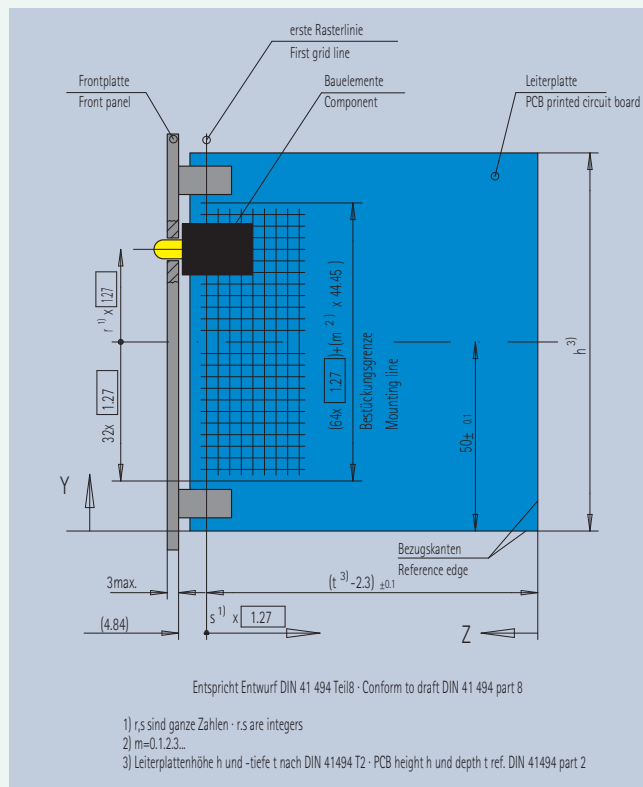 erste Rasterlinie
First grid line
Frontplatte
Front panel
Bauelemente
Component
Leiterplatte
PCB printed circuit board
r 1) x 1.27
32x 1.27
(64x 1.27 )+(m 2) x 44.45 )
Bestückungsgrenze
Mounting line
h 3)
50± 0.1
Y
Bezugskanten
Reference edge
3max.
(t 3) -2.3) ±0.1
(4.84)
s 1) x 1.27
Z
Entspricht Entwurf DIN 41 494 Teil8 · Conform to draft DIN 41 494 part 8
1) r,s sind ganze Zahlen · r.s are integers
2) m=0.1.2.3...
3) Leiterplattenhöhe h und -tiefe t nach DIN 41494 T2 · PCB height h und depth t ref. DIN 41494 part 2